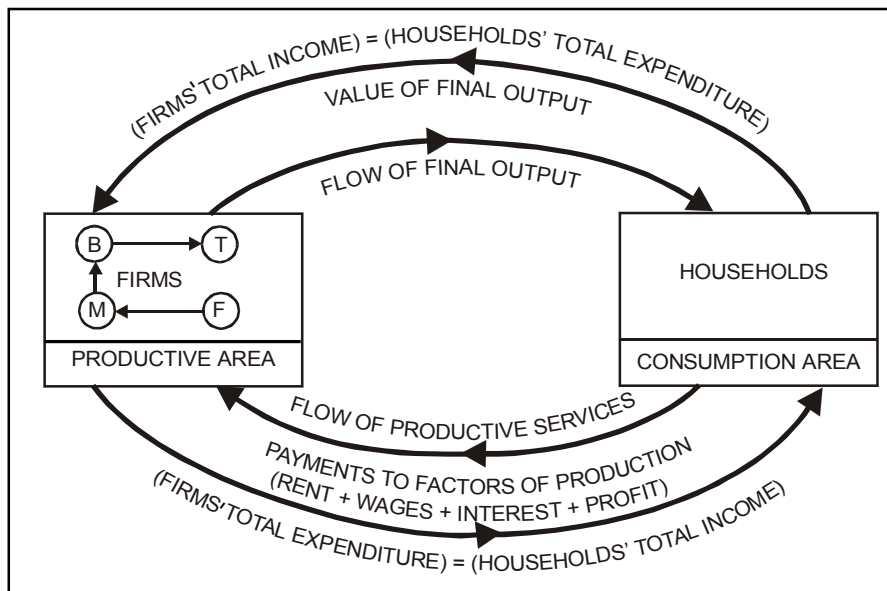 (FIRMS' TOTAL INCOME) = (HOUSEHOLDS' TOTAL EXPENDITURE)
VALUE OF FINAL OUTPUT
FLOW OF FINAL OUTPUT
B
T
FIRMS
M
F
PRODUCTIVE AREA
HOUSEHOLDS
CONSUMPTION AREA
FLOW OF PRODUCTIVE SERVICES
PAYMENTS TO FACTORS OF PRODUCTION
(RENT + WAGES + INTEREST + PROFIT)
(FIRMS' TOTAL EXPENDITURE) = (HOUSEHOLDS' TOTAL INCOME)